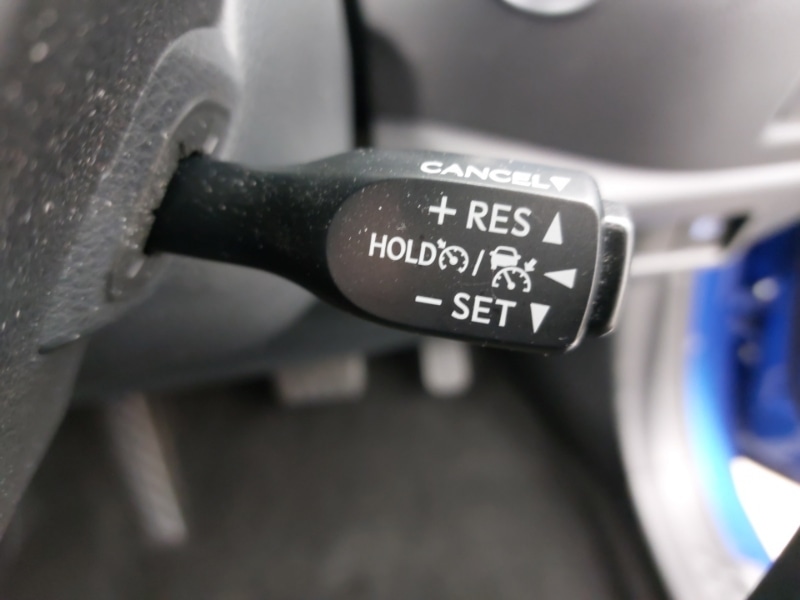 CANCEL▼
+ RES ▲
HOLD / ◀
− SET ▼